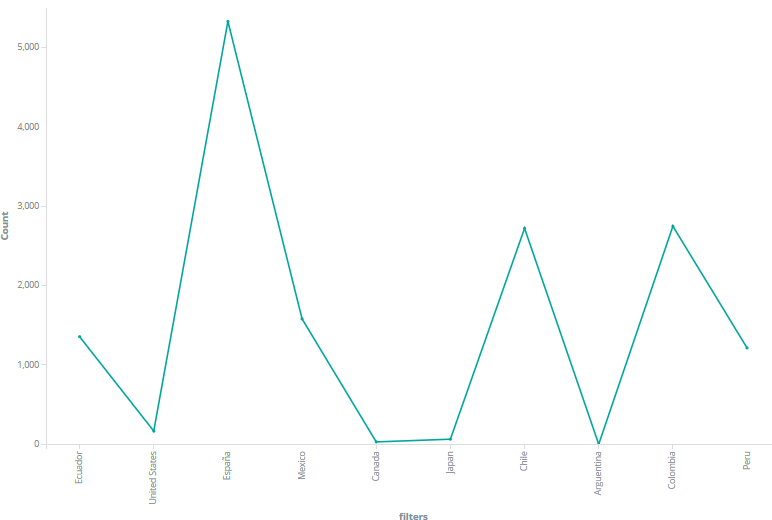 5,000
4,000
3,000
2,000
1,000
0
Count
Ecuador
United States
España
Mexico
Canada
Japan
Chile
Arguentina
Colombia
Peru
filters